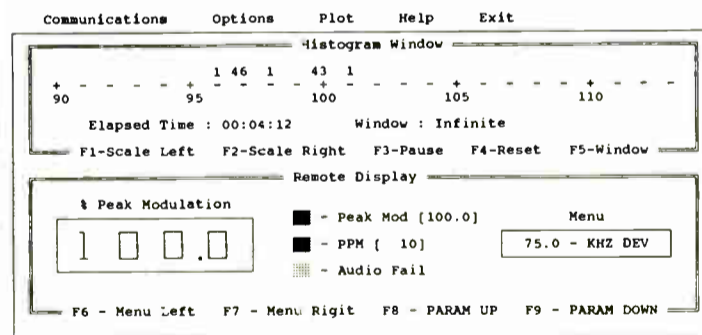 Communications Options Plot Help Exit
Histogram Window
1 46 1 43 1
+ - - - - + - - - - + - - - - + - - - - + - - -
90 95 100 105 110
Elapsed Time : 00:04:12 Window : Infinite
F1-Scale Left F2-Scale Right F3-Pause F4-Reset F5-Window
Remote Display
% Peak Modulation
100.0
- Peak Mod [100.0]
- PPM [ 10]
- Audio Fail
Menu
75.0 - KHZ DEV
F6 - Menu Left F7 - Menu Rigit F8 - PARAM UP F9 - PARAM DOWN